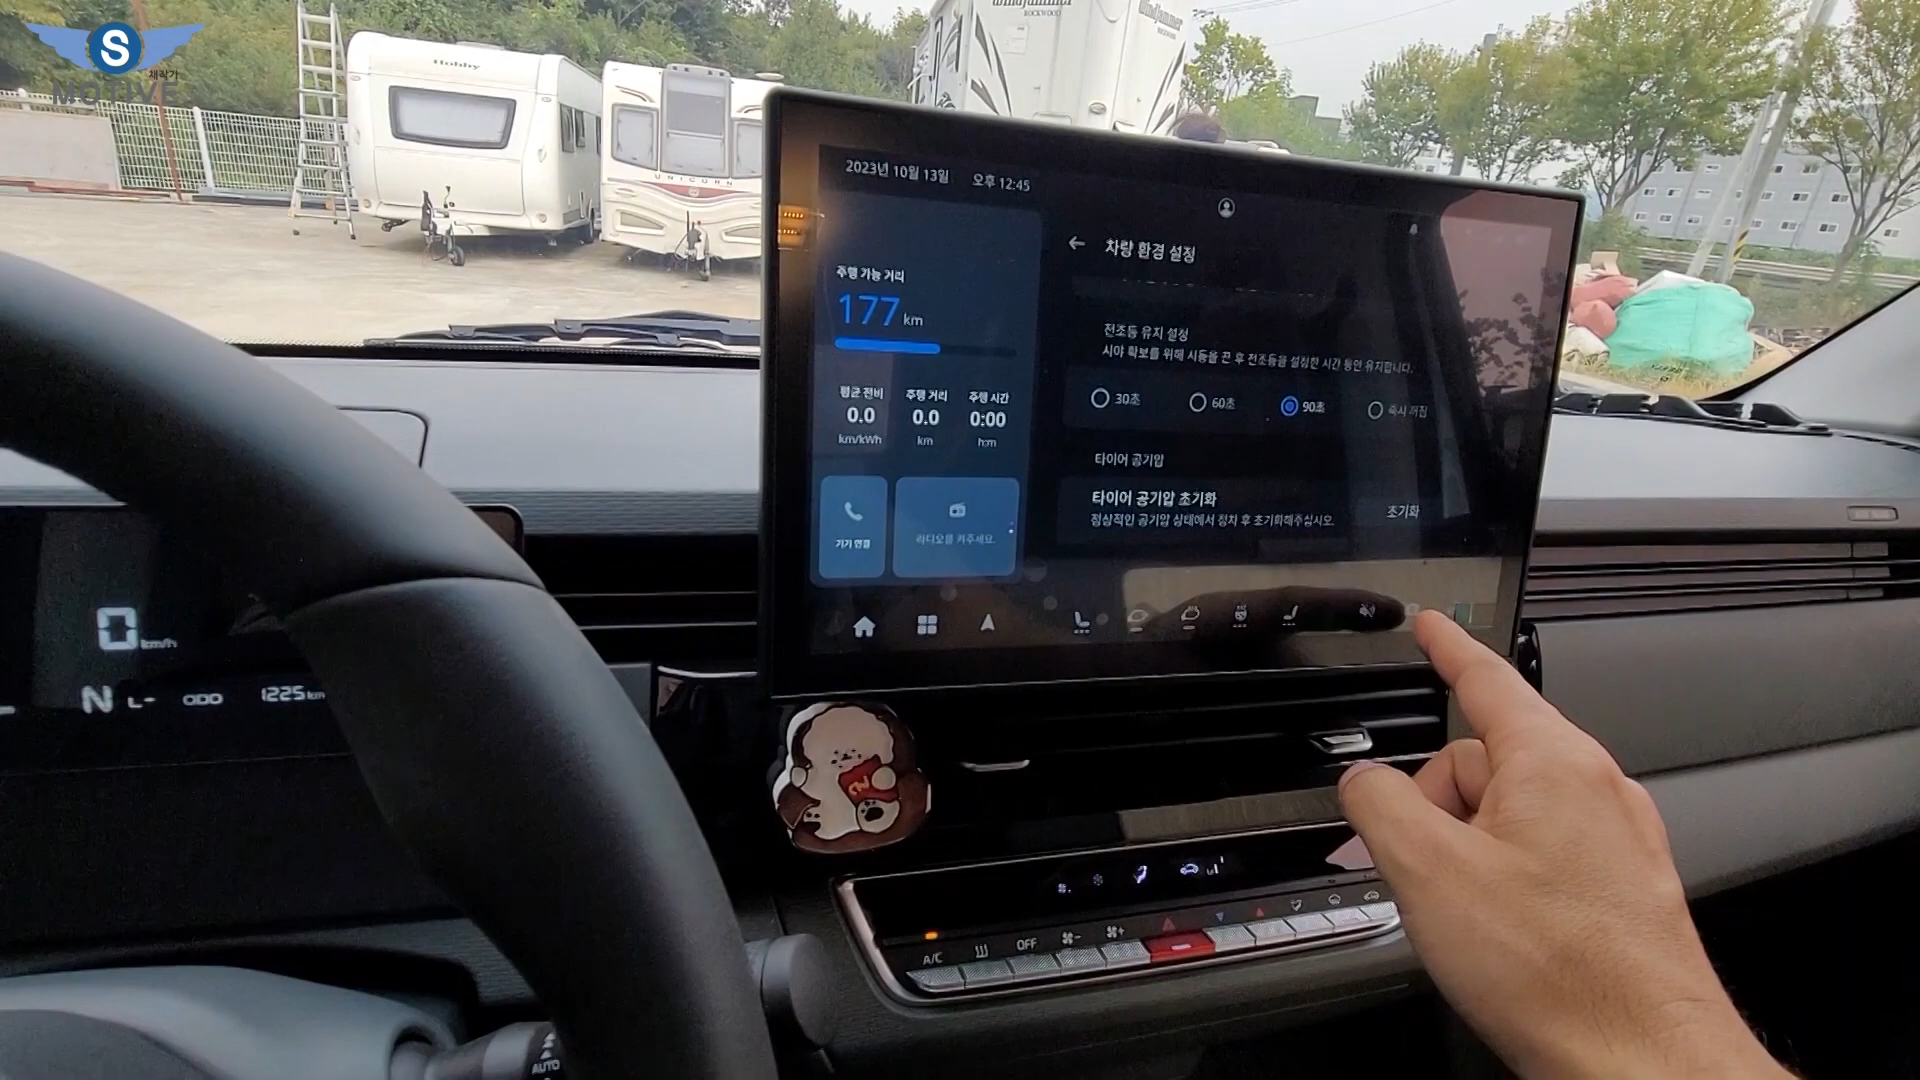 S
제작기
MOTIVE
Hobby
UNICORN
Windjammer
ROCKWOOD
Windjammer
2023년 10월 13일 오후 12:45
차량 환경 설정
주행 가능 거리
177 km
전조등 유지 설정
시야 확보를 위해 시동을 끈 후 전조등을 설정한 시간 동안 유지합니다.
30초 60초 90초 즉시 꺼짐
평균 전비 주행 거리 주행 시간
0.0 0.0 0:00
km/kWh km h:m
타이어 공기압
타이어 공기압 초기화
정상적인 공기압 상태에서 정차 후 초기화해주십시오.
초기화
기기 연결
라디오를 켜주세요.
0 km/h
N ODO 1225 km
A/C OFF
AUTO